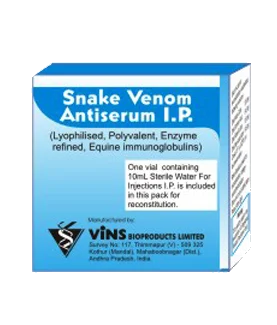 Snake Venom
Antiserum I.P.
(Lyophilised, Polyvalent, Enzyme
refined, Equine immunoglobulins)
One vial containing
10mL Sterile Water For
Injections I.P. is included
in this pack for
reconstitution.
Manufactured by:
VINS BIOPRODUCTS LIMITED
Survey No: 117, Thimmapur (V) - 509 325
Kothur (Mandal), Mahaboobnagar (Dist.),
Andhra Pradesh, India.